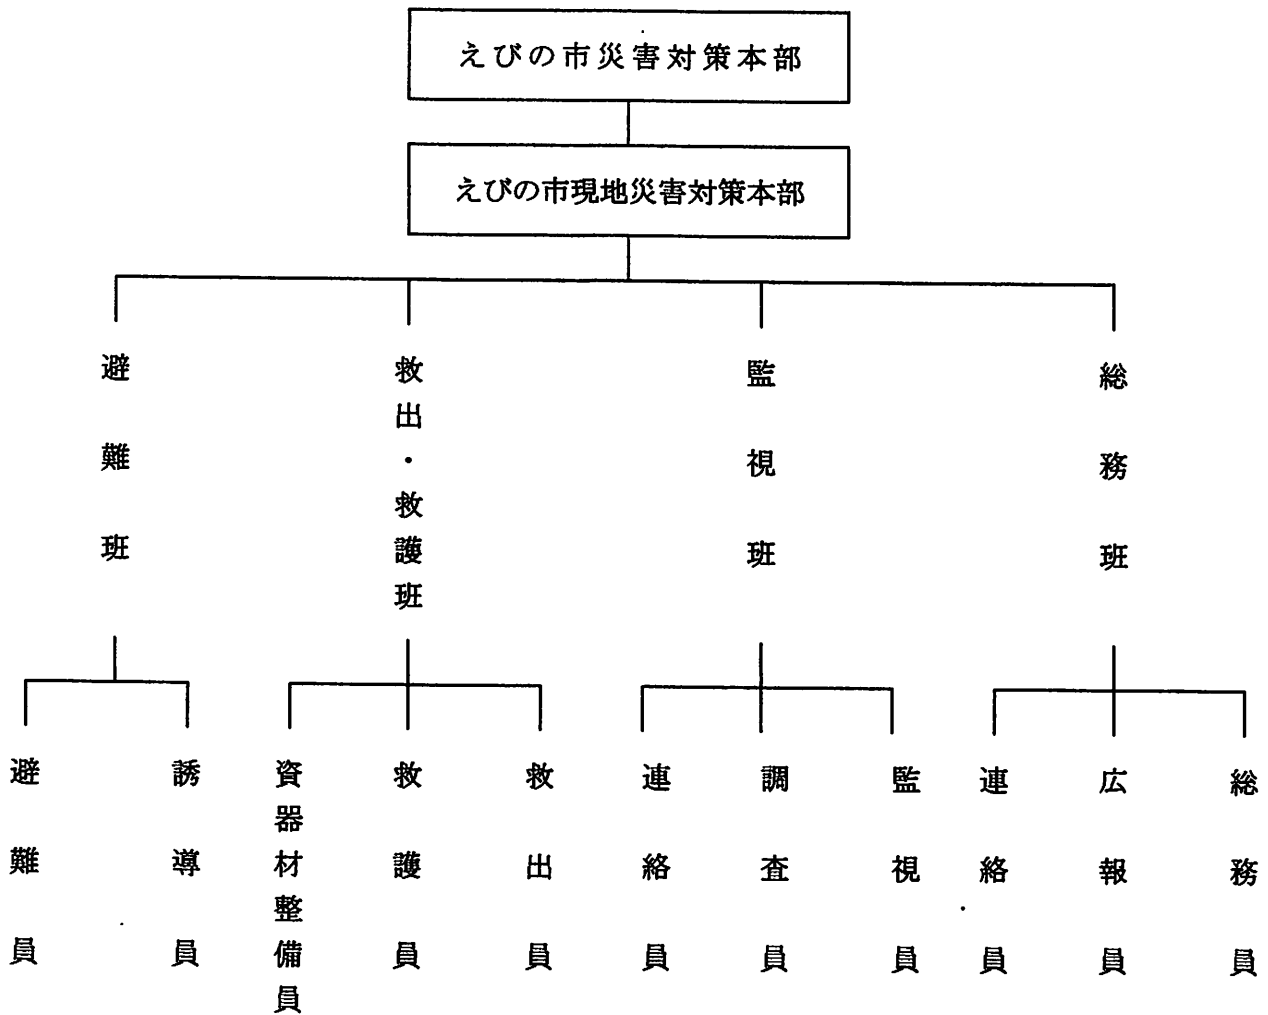 えびの市災害対策本部
えびの市現地災害対策本部
総務班
監視班
救出・救護班
避難班
総務員
広報員
連絡員
監視員
調査員
連絡員
救出員
救護員
資器材整備員
誘導員
避難員